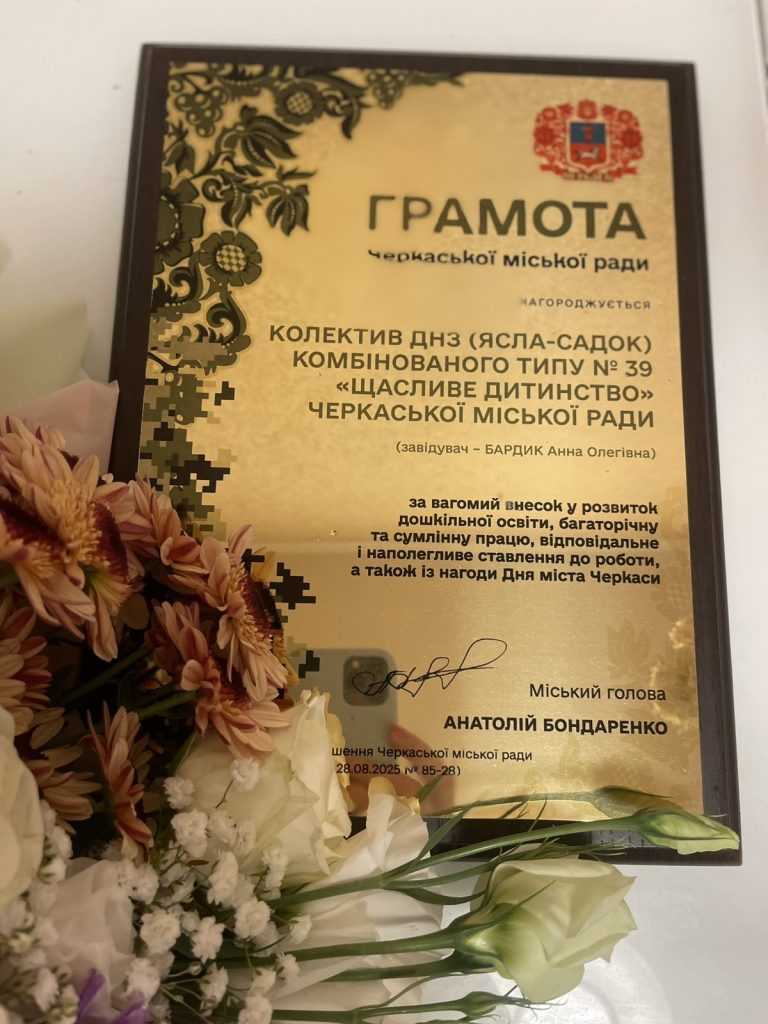 ГРАМОТА
Черкаської міської ради
НАГОРОДЖУЄТЬСЯ
КОЛЕКТИВ ДНЗ (ЯСЛА-САДОК)
КОМБІНОВАНОГО ТИПУ № 39
«ЩАСЛИВЕ ДИТИНСТВО»
ЧЕРКАСЬКОЇ МІСЬКОЇ РАДИ
(завідувач – БАРДИК Анна Олегівна)
за вагомий внесок у розвиток
дошкільної освіти, багаторічну
та сумлінну працю, відповідальне
і наполегливе ставлення до роботи,
а також із нагоди Дня міста Черкаси
Міський голова
АНАТОЛІЙ БОНДАРЕНКО
шення Черкаської міської ради
28.08.2025 № 85-28)